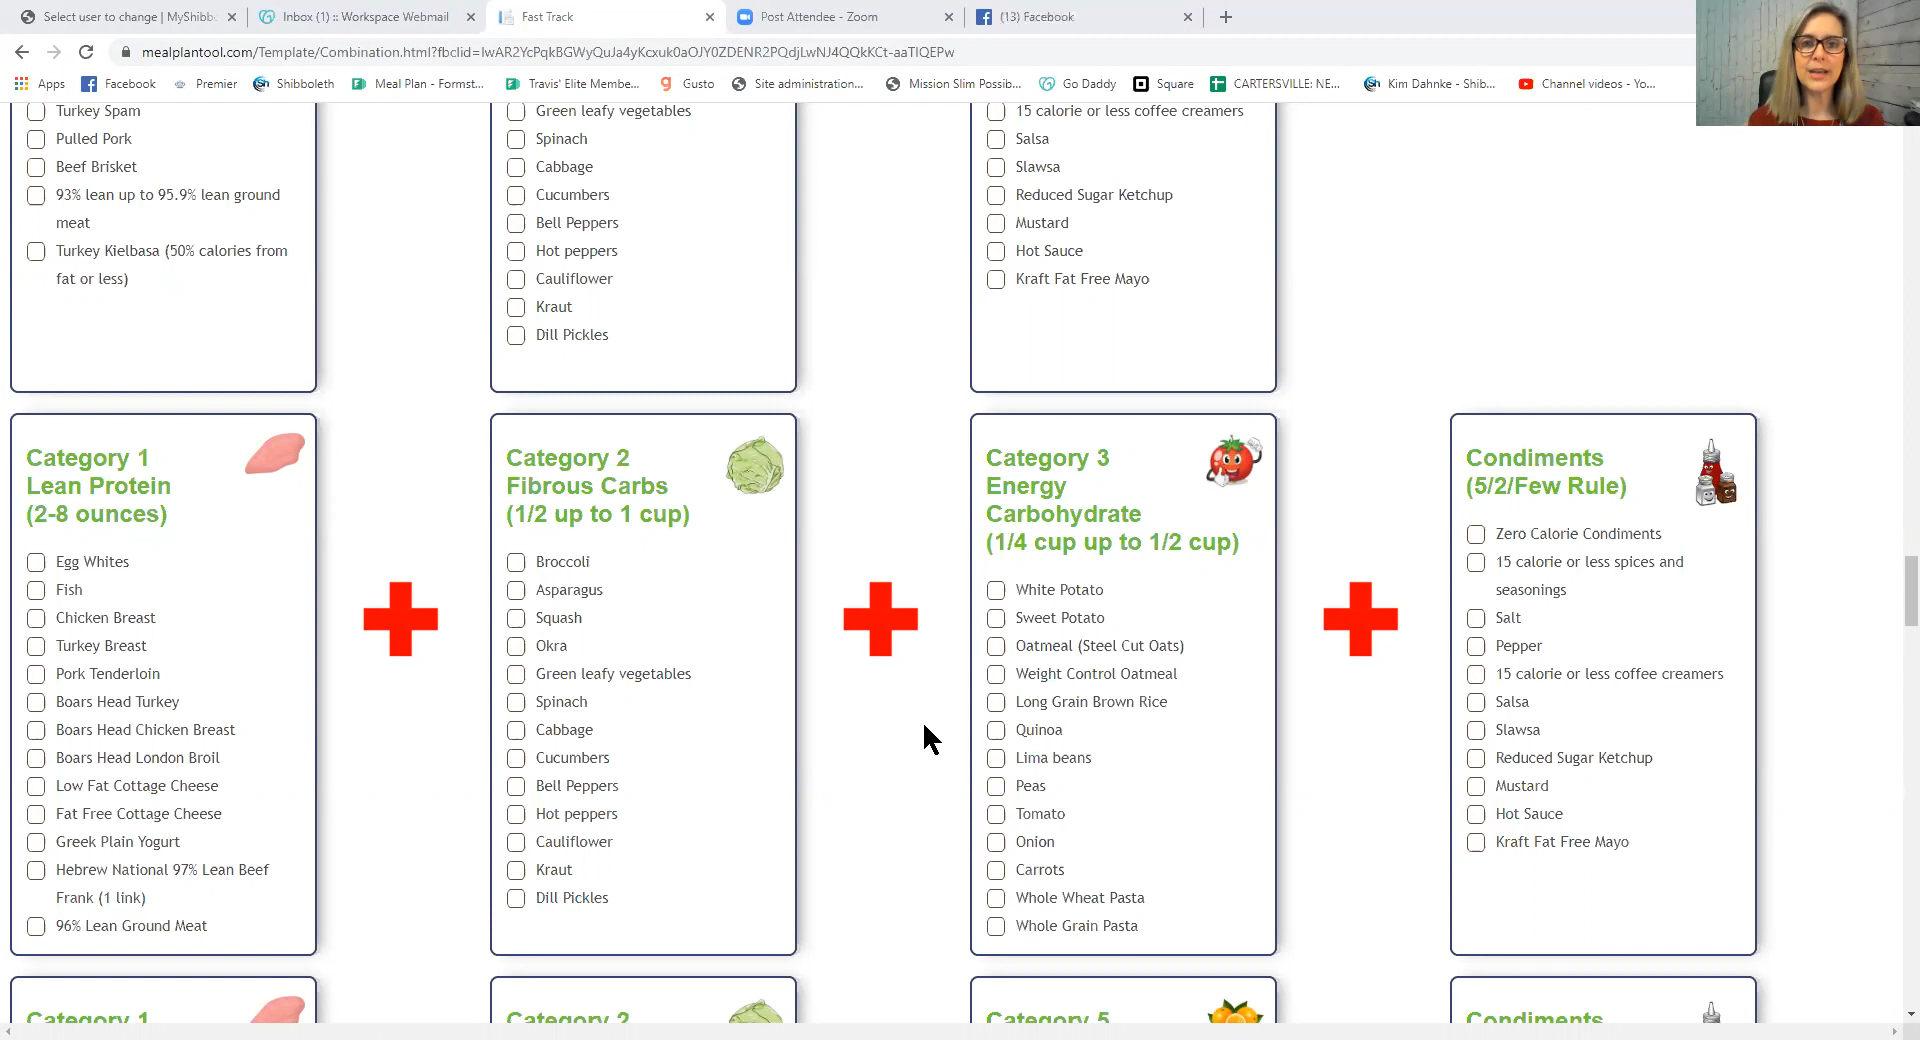 Select user to change | MyShibb
Inbox (1) :: Workspace Webmail
Fast Track
Post Attendee - Zoom
(13) Facebook
mealplantool.com/Template/Combination.html?fbclid=IwAR2YcPqkBGWyQuJa4yKcxuk0aOJY0ZDENR2PQdjLwNJ4QQkKCt-aaTIQEPw
Apps
Facebook
Premier
Shibboleth
Meal Plan - Formst...
Travis' Elite Membe...
Gusto
Site administration...
Mission Slim Possib...
Go Daddy
Square
CARTERSVILLE: NE...
Kim Dahnke - Shib...
Channel videos - Yo...
Turkey Spam
Pulled Pork
Beef Brisket
93% lean up to 95.9% lean ground
meat
Turkey Kielbasa (50% calories from
fat or less)
Green leafy vegetables
Spinach
Cabbage
Cucumbers
Bell Peppers
Hot peppers
Cauliflower
Kraut
Dill Pickles
15 calorie or less coffee creamers
Salsa
Slawsa
Reduced Sugar Ketchup
Mustard
Hot Sauce
Kraft Fat Free Mayo
Category 1
Lean Protein
(2-8 ounces)
Egg Whites
Fish
Chicken Breast
Turkey Breast
Pork Tenderloin
Boars Head Turkey
Boars Head Chicken Breast
Boars Head London Broil
Low Fat Cottage Cheese
Fat Free Cottage Cheese
Greek Plain Yogurt
Hebrew National 97% Lean Beef
Frank (1 link)
96% Lean Ground Meat
Category 2
Fibrous Carbs
(1/2 up to 1 cup)
Broccoli
Asparagus
Squash
Okra
Green leafy vegetables
Spinach
Cabbage
Cucumbers
Bell Peppers
Hot peppers
Cauliflower
Kraut
Dill Pickles
Category 3
Energy
Carbohydrate
(1/4 cup up to 1/2 cup)
White Potato
Sweet Potato
Oatmeal (Steel Cut Oats)
Weight Control Oatmeal
Long Grain Brown Rice
Quinoa
Lima beans
Peas
Tomato
Onion
Carrots
Whole Wheat Pasta
Whole Grain Pasta
Condiments
(5/2/Few Rule)
Zero Calorie Condiments
15 calorie or less spices and
seasonings
Salt
Pepper
15 calorie or less coffee creamers
Salsa
Slawsa
Reduced Sugar Ketchup
Mustard
Hot Sauce
Kraft Fat Free Mayo
Category 1
Category 2
Category 5
Condiments